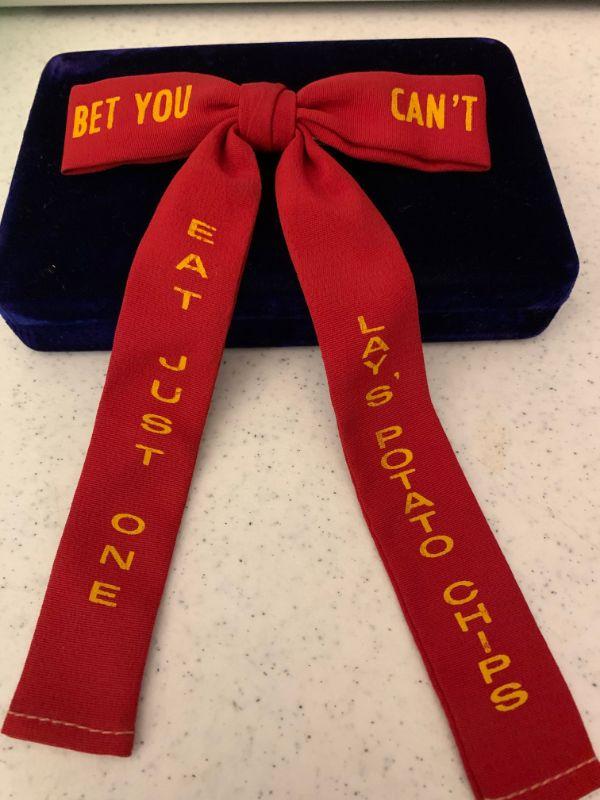 BET YOU CAN'T
EAT JUST ONE
LAY'S POTATO CHIPS